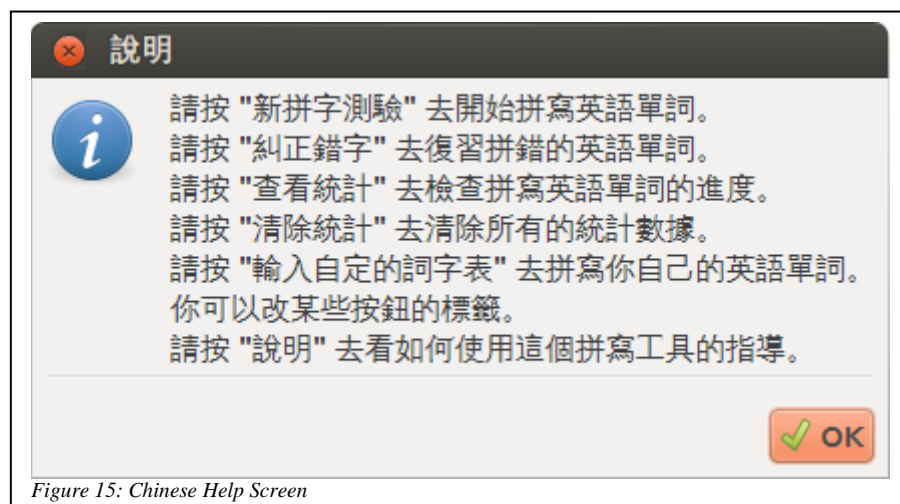 說明
請按 "新拼字測驗" 去開始拼寫英語單詞。
請按 "糾正錯字" 去復習拼錯的英語單詞。
請按 "查看統計" 去檢查拼寫英語單詞的進度。
請按 "清除統計" 去清除所有的統計數據。
請按 "輸入自定的詞字表" 去拼寫你自己的英語單詞。
你可以改某些按鈕的標籤。
請按 "說明" 去看如何使用這個拼寫工具的指導。
OK
Figure 15: Chinese Help Screen